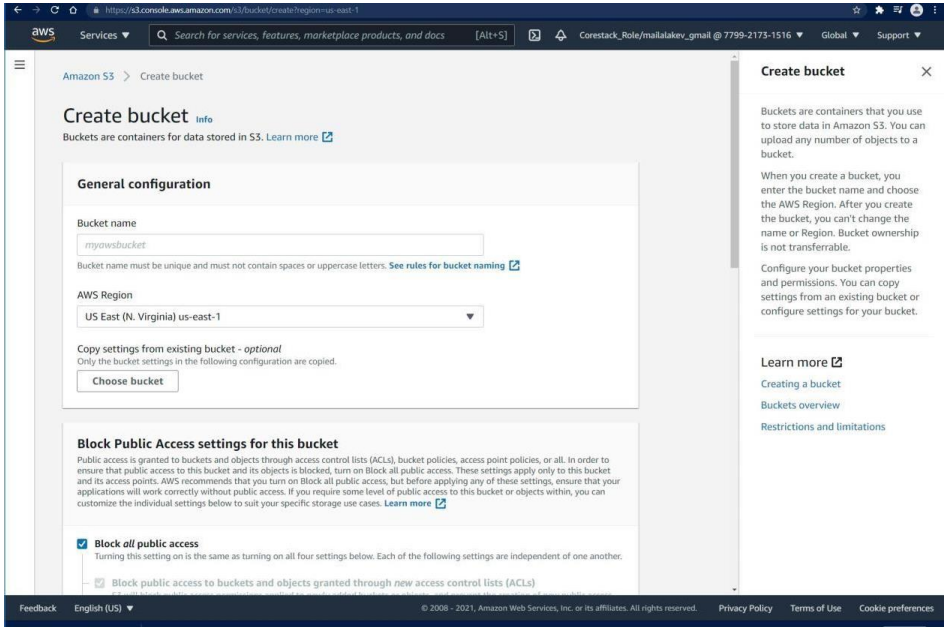 https://s3.console.aws.amazon.com/s3/bucket/create?region=us-east-1
aws Services ▼ Search for services, features, marketplace products, and docs [Alt+S] Corestack_Role/mailalakev_gmail @ 7799-2173-1516 ▼ Global ▼ Support ▼
Amazon S3 > Create bucket
Create bucket Info
Buckets are containers for data stored in S3. Learn more
General configuration
Bucket name
myawsbucket
Bucket name must be unique and must not contain spaces or uppercase letters. See rules for bucket naming
AWS Region
US East (N. Virginia) us-east-1
Copy settings from existing bucket - optional
Only the bucket settings in the following configuration are copied.
Choose bucket
Block Public Access settings for this bucket
Public access is granted to buckets and objects through access control lists (ACLs), bucket policies, access point policies, or all. In order to
ensure that public access to this bucket and its objects is blocked, turn on Block all public access. These settings apply only to this bucket
and its access points. AWS recommends that you turn on Block all public access, but before applying any of these settings, ensure that your
applications will work correctly without public access. If you require some level of public access to this bucket or objects within, you can
customize the individual settings below to suit your specific storage use cases. Learn more
Block all public access
Turning this setting on is the same as turning on all four settings below. Each of the following settings are independent of one another.
Block public access to buckets and objects granted through new access control lists (ACLs)
Create bucket
Buckets are containers that you use
to store data in Amazon S3. You can
upload any number of objects to a
bucket.
When you create a bucket, you
enter the bucket name and choose
the AWS Region. After you create
the bucket, you can't change the
name or Region. Bucket ownership
is not transferrable.
Configure your bucket properties
and permissions. You can copy
settings from an existing bucket or
configure settings for your bucket.
Learn more
Creating a bucket
Buckets overview
Restrictions and limitations
Feedback English (US) ▼ © 2008 - 2021, Amazon Web Services, Inc. or its affiliates. All rights reserved. Privacy Policy Terms of Use Cookie preferences